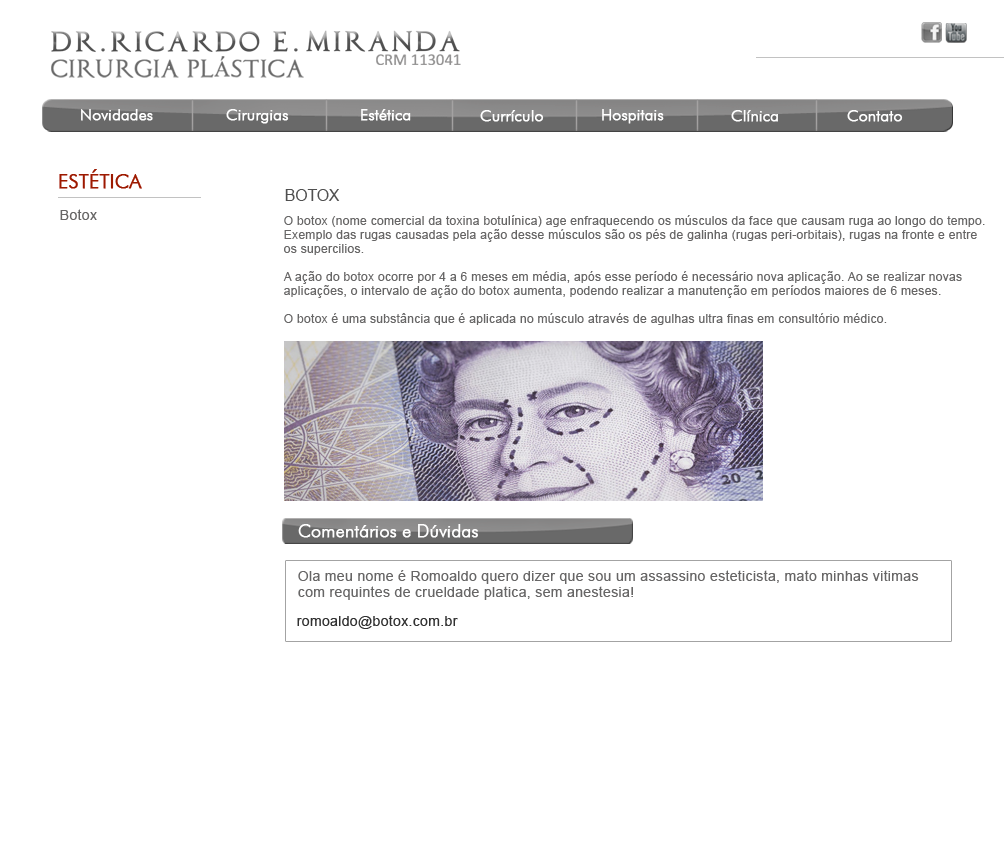 DR. RICARDO E. MIRANDA
CIRURGIA PLÁSTICA
CRM 113041
f
You
Tube
Novidades
Cirurgias
Estética
Currículo
Hospitais
Clínica
Contato
ESTÉTICA
Botox
BOTOX
O botox (nome comercial da toxina botulínica) age enfraquecendo os músculos da face que causam ruga ao longo do tempo.
Exemplo das rugas causadas pela ação desse músculos são os pés de galinha (rugas peri-orbitais), rugas na fronte e entre
os supercilios.
A ação do botox ocorre por 4 a 6 meses em média, após esse período é necessário nova aplicação. Ao se realizar novas
aplicações, o intervalo de ação do botox aumenta, podendo realizar a manutenção em períodos maiores de 6 meses.
O botox é uma substância que é aplicada no músculo através de agulhas ultra finas em consultório médico.
E
20 2
Comentários e Dúvidas
Ola meu nome é Romoaldo quero dizer que sou um assassino esteticista, mato minhas vitimas
com requintes de crueldade platica, sem anestesia!
romoaldo@botox.com.br